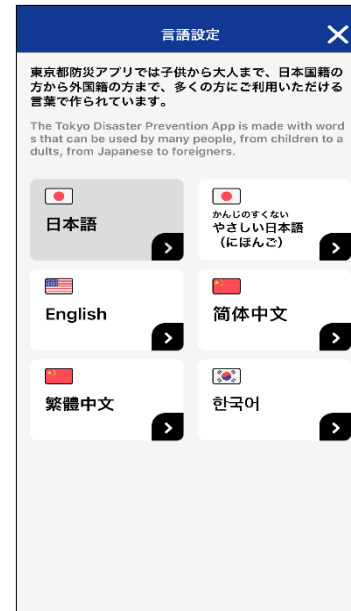 言語設定
東京都防災アプリでは子供から大人まで、日本国籍の
方から外国籍の方まで、多くの方にご利用いただける
言葉で作られています。
The Tokyo Disaster Prevention App is made with word
s that can be used by many people, from children to a
dults, from Japanese to foreigners.
日本語
かんじのすくない
やさしい日本語
（にほんご）
English
简体中文
繁體中文
한국어